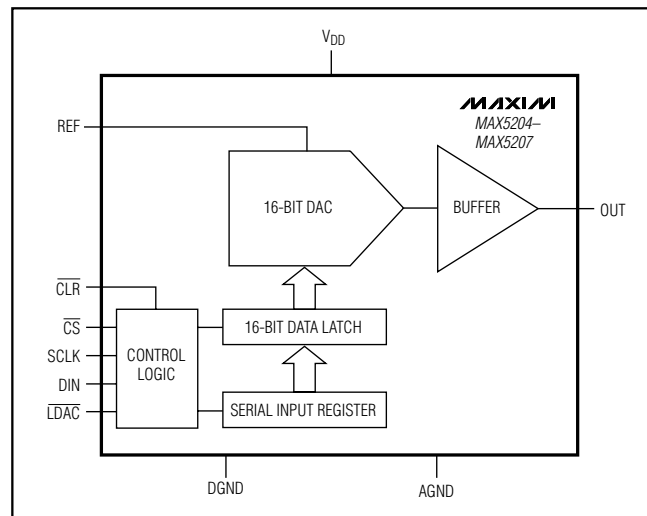 VDD
MAXIM
MAX5204–
MAX5207
REF
16-BIT DAC
BUFFER
OUT
CLR
CS
SCLK
DIN
LDAC
CONTROL
LOGIC
16-BIT DATA LATCH
SERIAL INPUT REGISTER
DGND
AGND